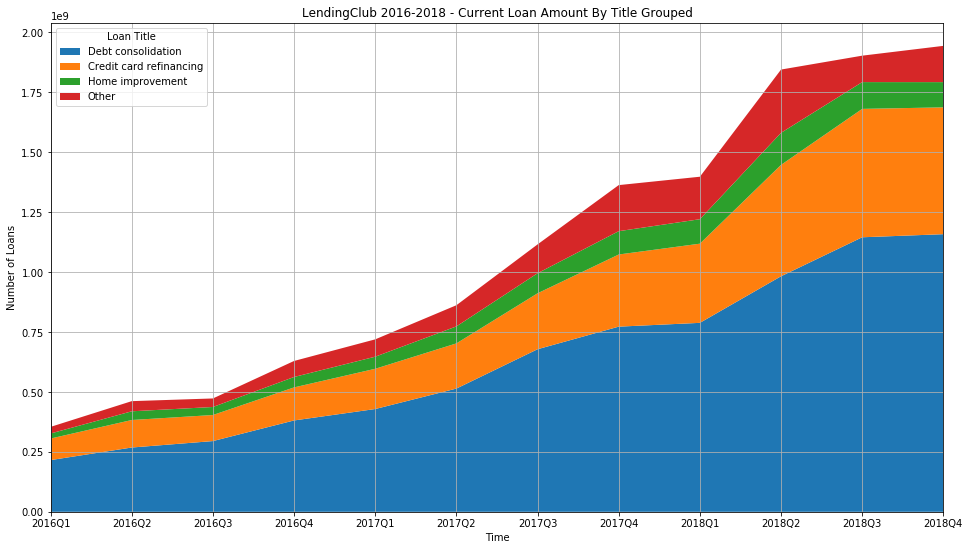 LendingClub 2016-2018 - Current Loan Amount By Title Grouped
1e9
Loan Title
Debt consolidation
Credit card refinancing
Home improvement
Other
2.00
1.75
1.50
1.25
1.00
0.75
0.50
0.25
0.00
Number of Loans
2016Q1 2016Q2 2016Q3 2016Q4 2017Q1 2017Q2 2017Q3 2017Q4 2018Q1 2018Q2 2018Q3 2018Q4
Time